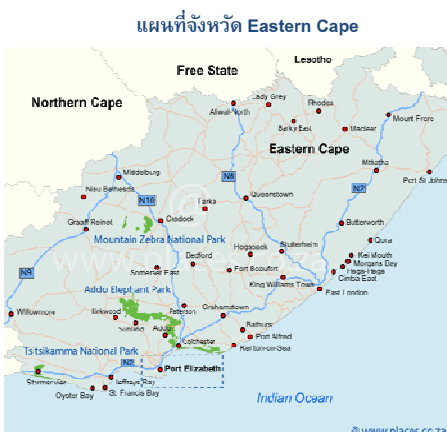 แผนที่จังหวัด Eastern Cape
Lesotho
Free State
Northern Cape
Lady Grey
Rhodes
Aliwal North
Mount Frere
Barkly East
Maclear
Eastern Cape
Mthatha
Middelburg
N6
Port St Johns
Nieu Bethesda
N10
N2
Queenstown
Tarka
Graaff Reinet
Cradock
Butterworth
Mountain Zebra National Park
Qora
Hogsback
Stutterheim
Kei Mouth
Bedford
Morgans Bay
N9
Somerset East
Fort Beaufort
Haga-Haga
Cintsa East
King Williams Town
Addo Elephant Park
East London
Willowmore
Kirkwood
Paterson
Grahamstown
Sunland
Addo
Bathurst
Port Alfred
Colchester
Kenton-on-Sea
Tsitsikamma National Park
N2
Port Elizabeth
Stormsriver
Jeffreys Bay
Oyster Bay
St. Francis Bay
Indian Ocean
© www.places.co.za